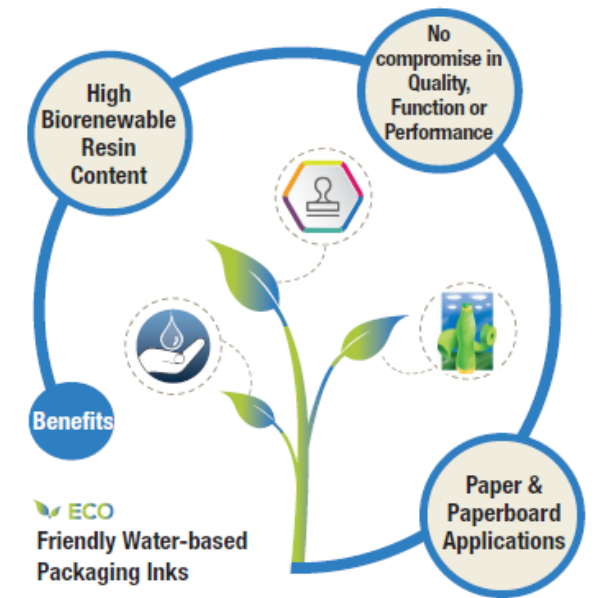 No
compromise in
Quality,
Function or
Performance
High
Biorenewable
Resin
Content
Benefits
Paper &
Paperboard
Applications
ECO
Friendly Water-based
Packaging Inks